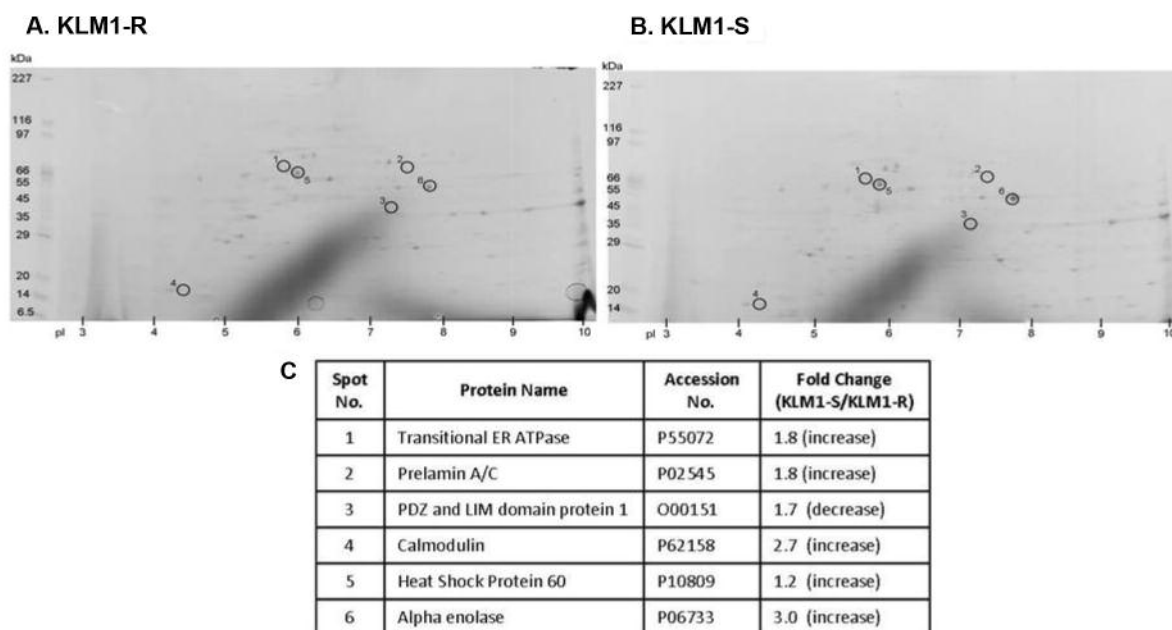 A. KLM1-R
kDa
227
116
97
66
55
45
35
29
20
14
6.5
1
5
2
6
3
4
pI 3 4 5 6 7 8 9 10
B. KLM1-S
kDa
227
116
97
66
55
45
35
29
20
14
1
5
2
6
3
4
pI 3 4 5 6 7 8 9 10
C
Spot No. Protein Name Accession No. Fold Change (KLM1-S/KLM1-R)
1 Transitional ER ATPase P55072 1.8 (increase)
2 Prelamin A/C P02545 1.8 (increase)
3 PDZ and LIM domain protein 1 O00151 1.7 (decrease)
4 Calmodulin P62158 2.7 (increase)
5 Heat Shock Protein 60 P10809 1.2 (increase)
6 Alpha enolase P06733 3.0 (increase)